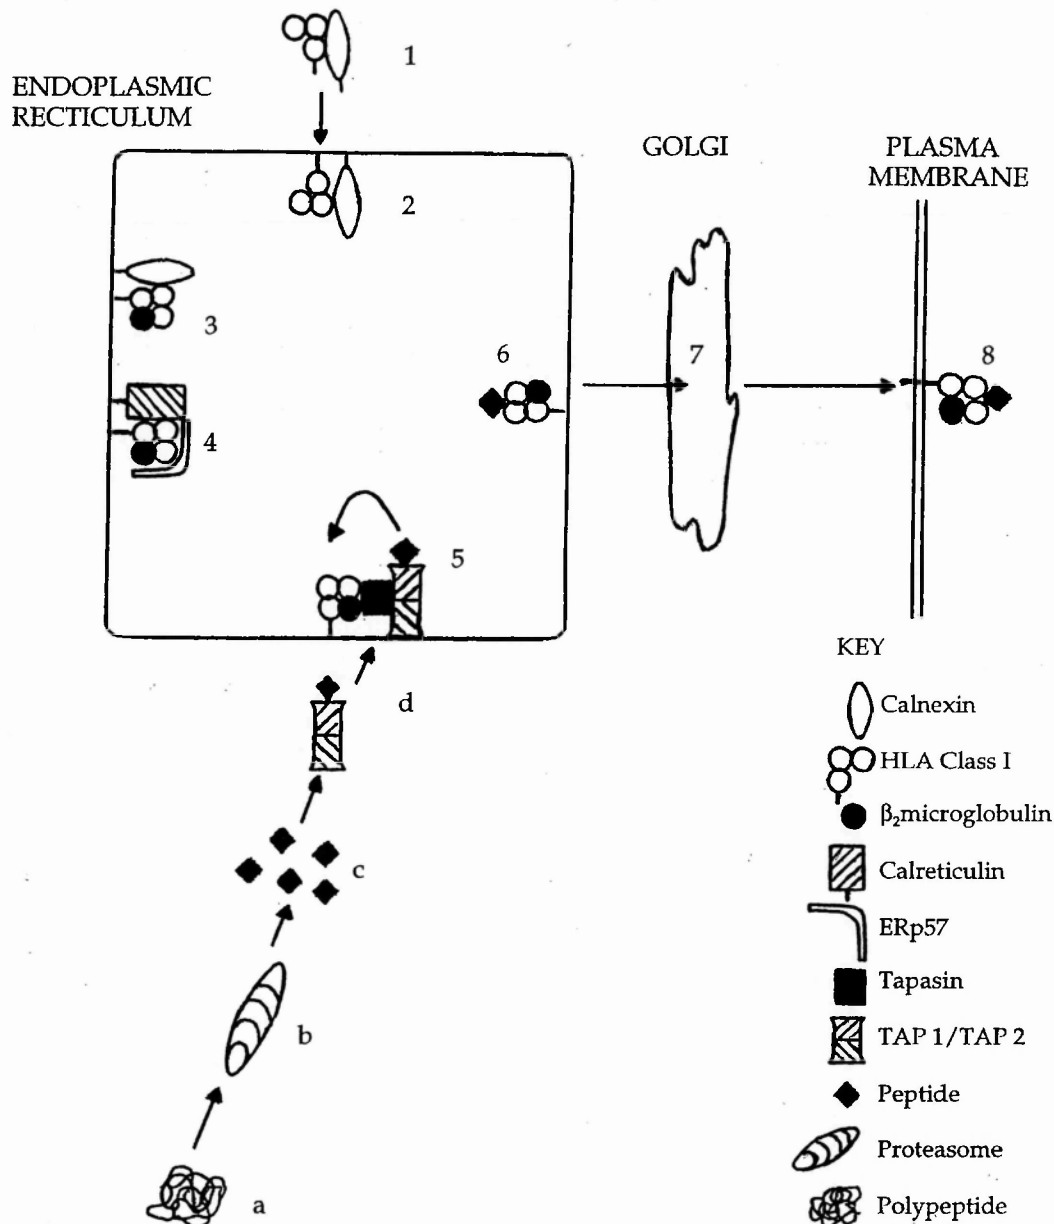 1
ENDOPLASMIC
RECTICULUM
GOLGI
PLASMA
MEMBRANE
2
3
4
5
6
7
8
d
c
b
a
KEY
Calnexin
HLA Class I
β₂microglobulin
Calreticulin
ERp57
Tapasin
TAP 1/TAP 2
Peptide
Proteasome
Polypeptide